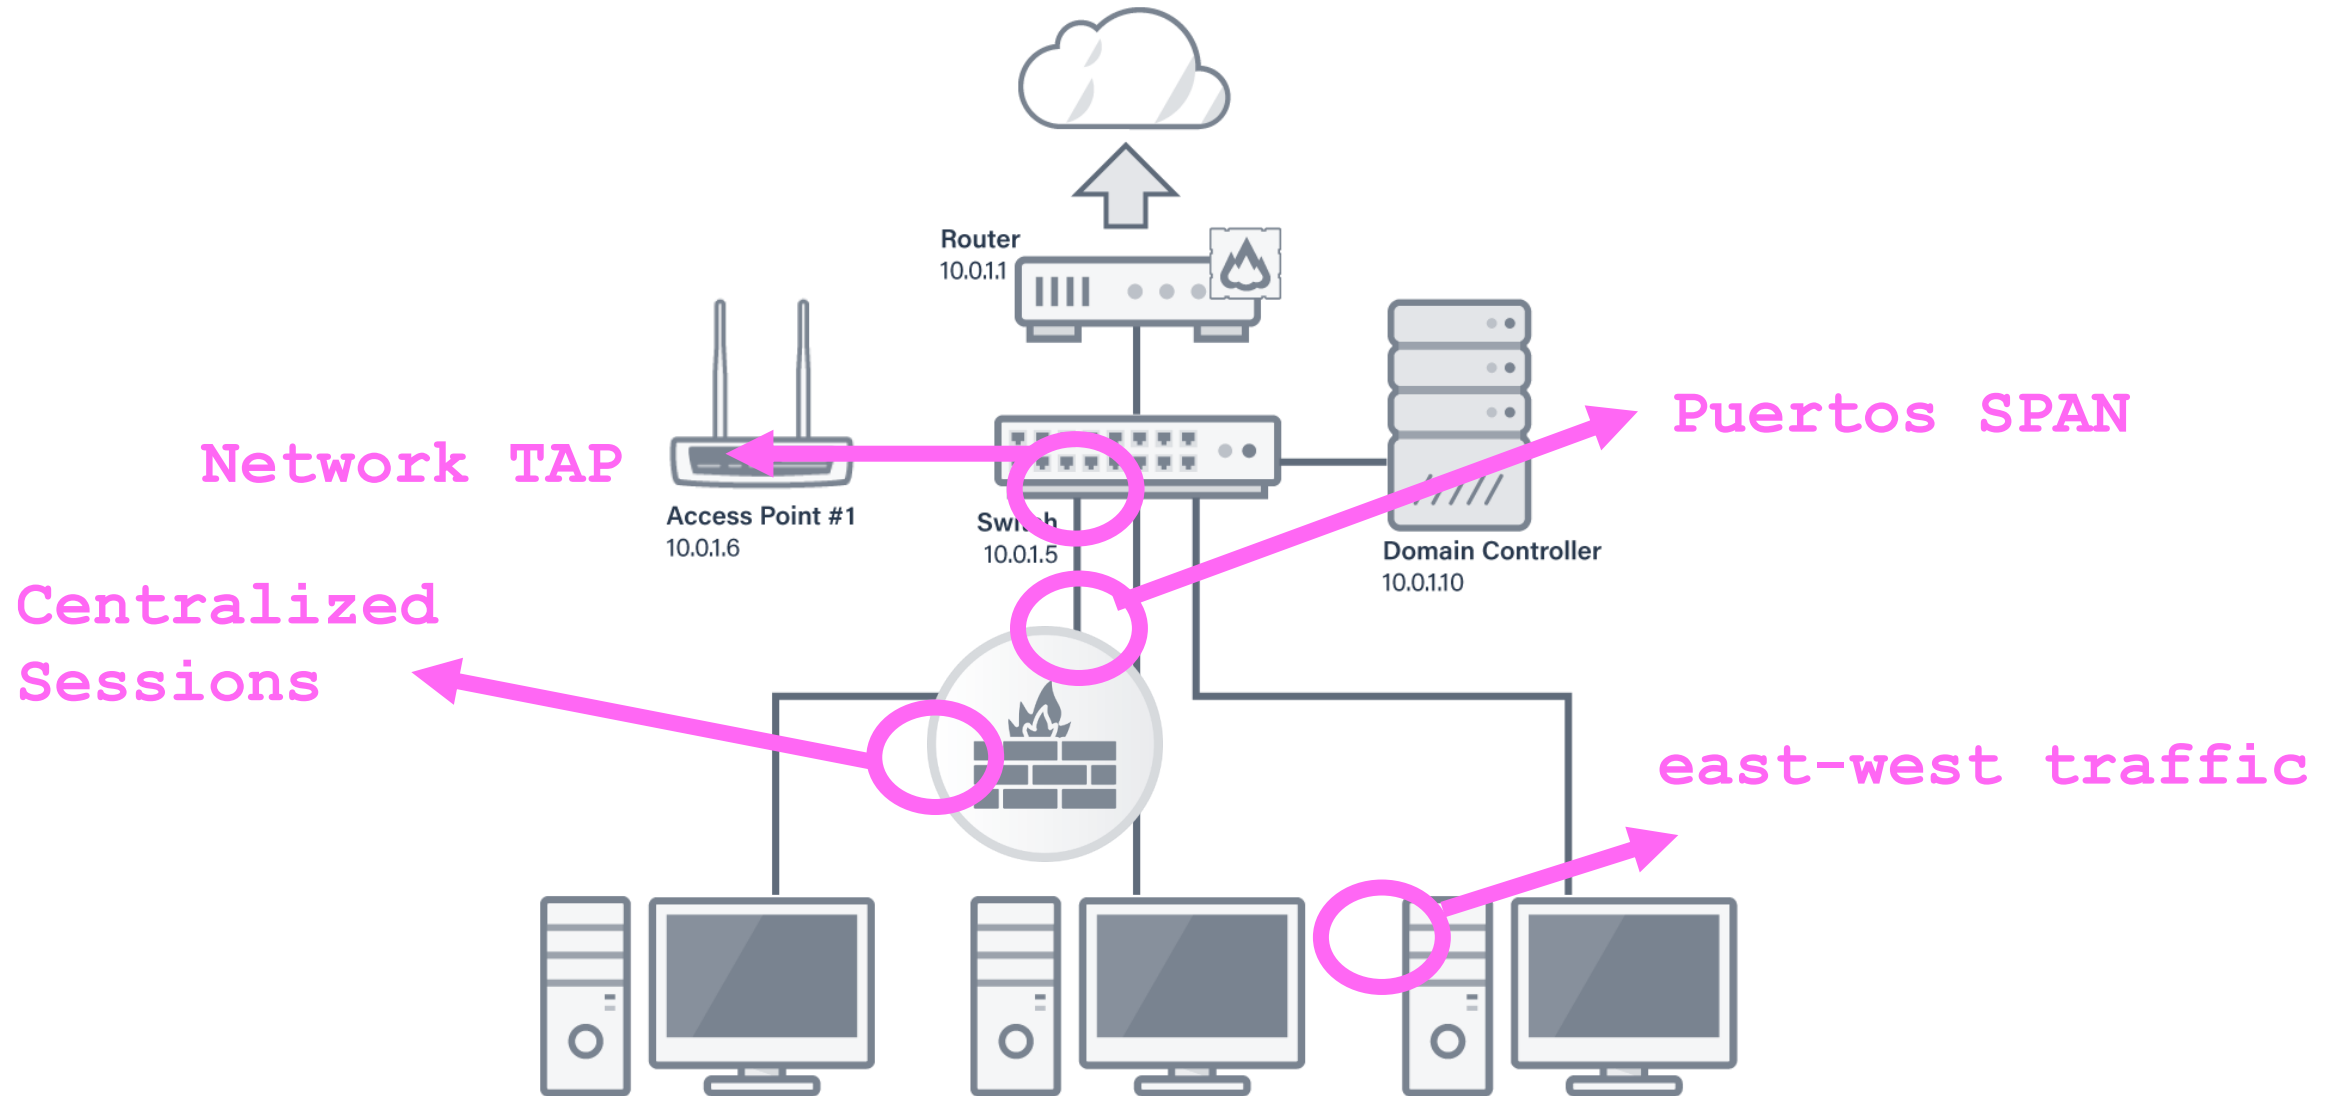 Router
10.0.1.1
Puertos SPAN
Network TAP
Access Point #1
10.0.1.6
Switch
10.0.1.5
Domain Controller
10.0.1.10
Centralized
Sessions
east-west traffic